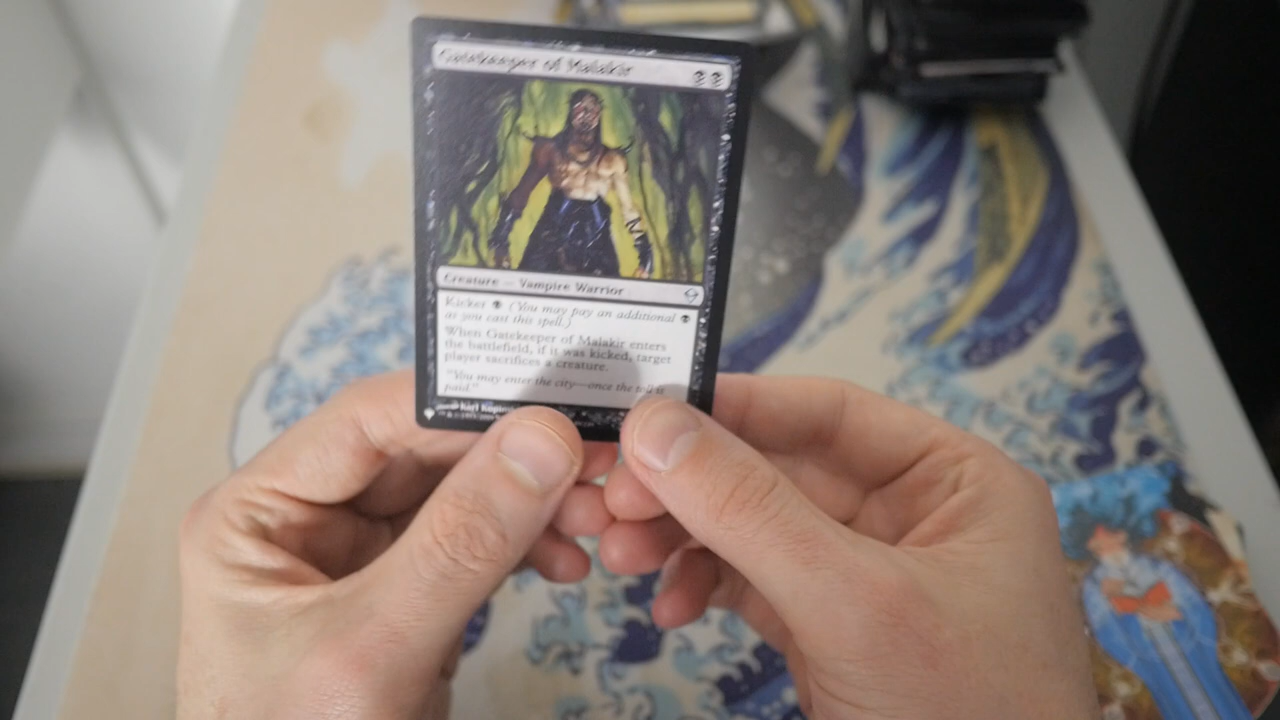 Gatekeeper of Malakir
Creature — Vampire Warrior
Kicker (You may pay an additional
as you cast this spell.)
When Gatekeeper of Malakir enters
the battlefield, if it was kicked, target
player sacrifices a creature.
"You may enter the city—once the toll is
paid."
Karl Kopinski